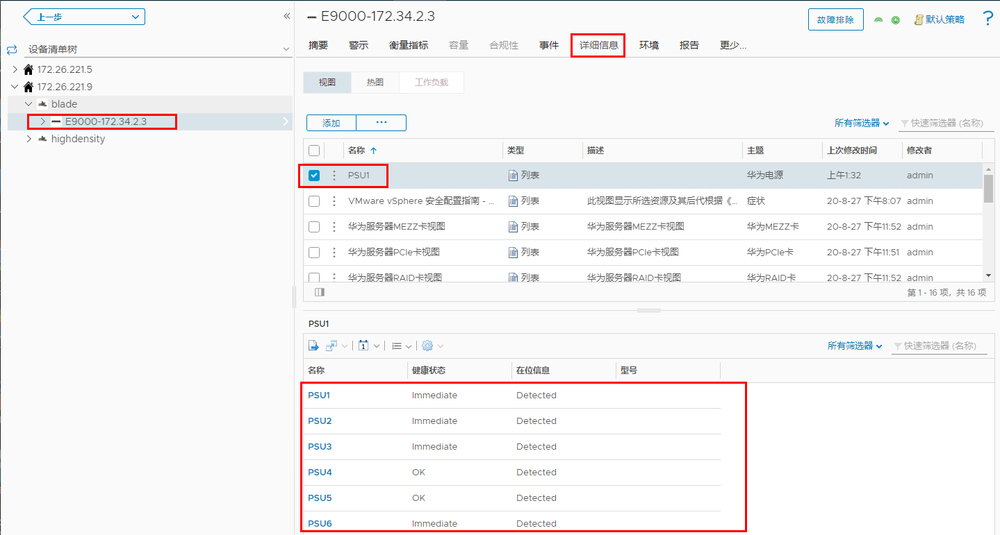 上一步
设备清单树
172.26.221.5
172.26.221.9
blade
E9000-172.34.2.3
highdensity
E9000-172.34.2.3
故障排除
默认策略
?
摘要 警示 衡量指标 容量 合规性 事件 详细信息 环境 报告 更少...
视图 热图 工作负载
添加 ···
所有筛选器 快速筛选器 (名称)
名称 类型 描述 主题 上次修改时间 修改者
PSU1 列表 华为电源 上午1:32 admin
VMware vSphere 安全配置指南 - ... 列表 此视图显示所选资源及其后代根据《... 症状 20-8-27 下午8:07 admin
华为服务器MEZZ卡视图 列表 华为服务器MEZZ卡视图 华为MEZZ卡 20-8-27 下午11:52 admin
华为服务器PCIe卡视图 列表 华为服务器PCIe卡视图 华为PCIe卡 20-8-27 下午11:51 admin
华为服务器RAID卡视图 列表 华为服务器RAID卡视图 华为RAID卡 20-8-27 下午11:52 admin
第 1 - 16 项，共 16 项
PSU1
1
所有筛选器 快速筛选器 (名称)
名称 健康状态 在位信息 型号
PSU1 Immediate Detected
PSU2 Immediate Detected
PSU3 Immediate Detected
PSU4 OK Detected
PSU5 OK Detected
PSU6 Immediate Detected